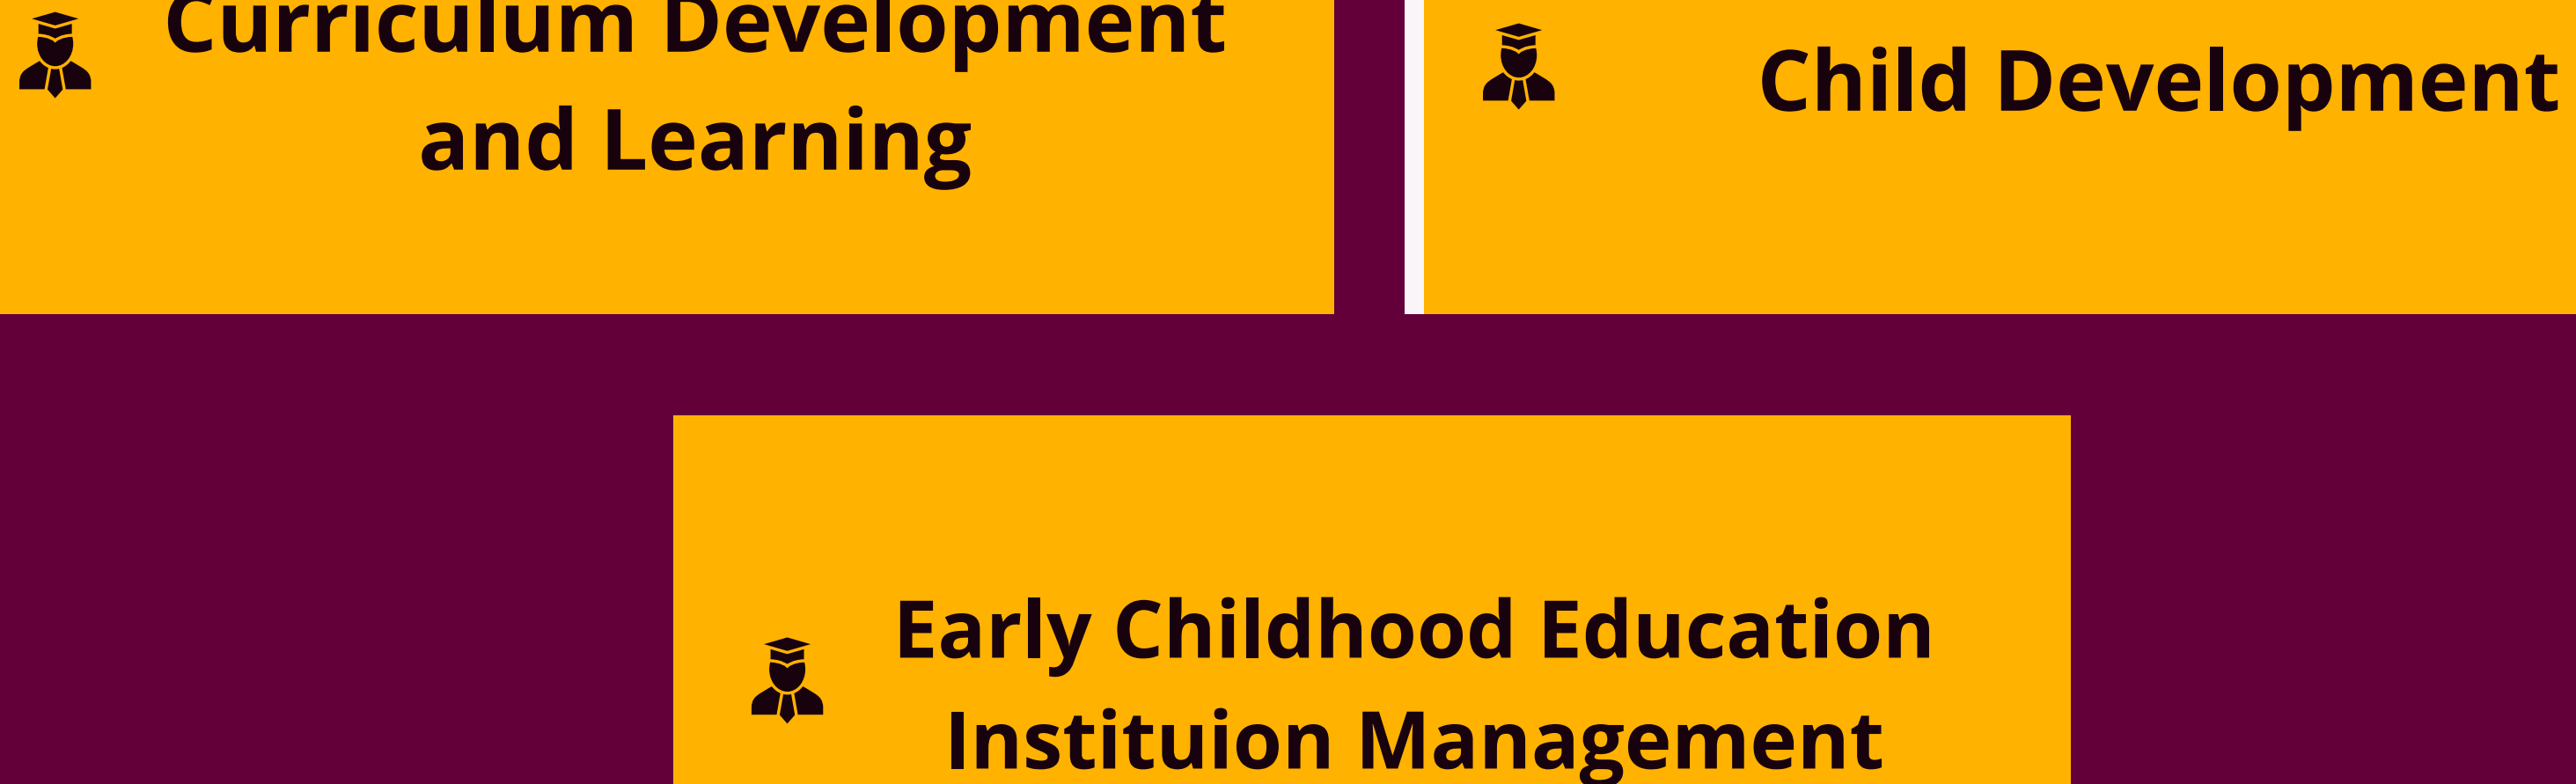 Curriculum Development
and Learning
Child Development
Early Childhood Education
Instituion Management